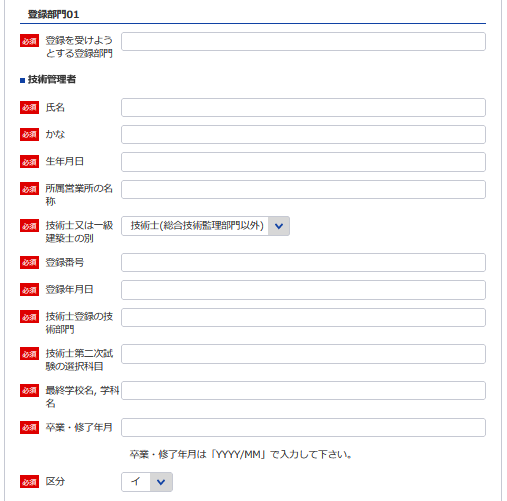 登録部門01
必須 登録を受けよう
とする登録部門
■ 技術管理者
必須 氏名
必須 かな
必須 生年月日
必須 所属営業所の名
称
必須 技術士又は一級
建築士の別
技術士(総合技術監理部門以外)
必須 登録番号
必須 登録年月日
必須 技術士登録の技
術部門
必須 技術士第二次試
験の選択科目
必須 最終学校名, 学科
名
必須 卒業・修了年月
卒業・修了年月は「YYYY/MM」で入力して下さい。
必須 区分 イ